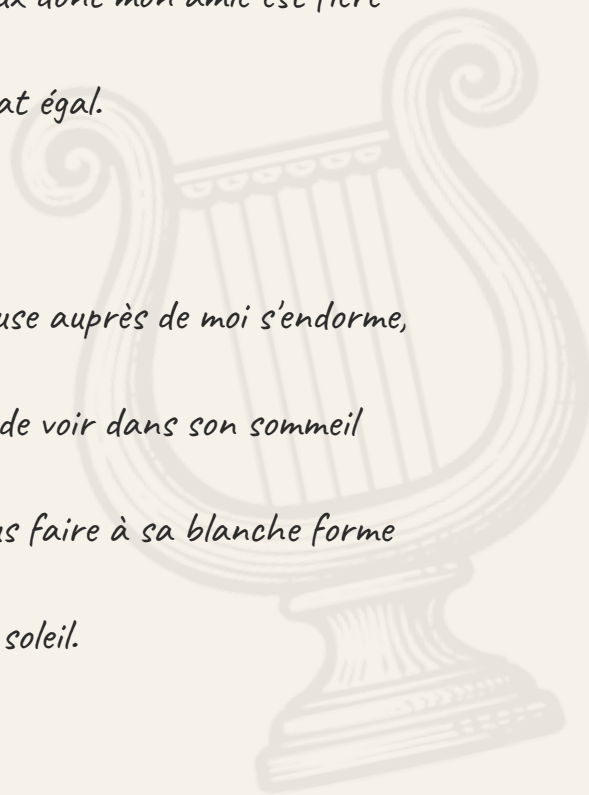 dont mon amie est fière
at égal.
use auprès de moi s'endorme,
de voir dans son sommeil
faire à sa blanche forme
soleil.